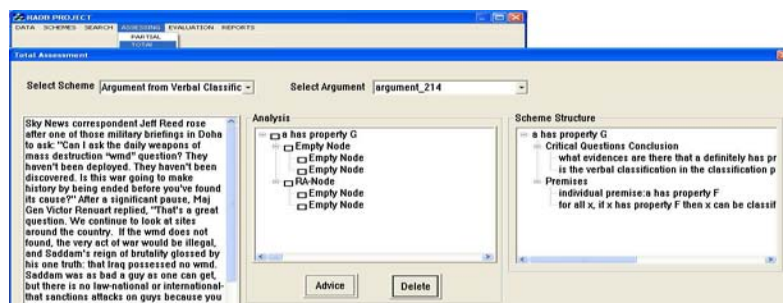 RADD PROJECT
DATA SCHEMES SEARCH ASSESSING EVALUATION REPORTS
PARTIAL
TOTAL
Total Assessment
Select Scheme Argument from Verbal Classific
Select Argument argument_214
Sky News correspondent Jeff Reed rose
after one of those military briefings in Doha
to ask: "Can I ask the daily weapons of
mass destruction "wmd" question? They
haven't been deployed. They haven't been
discovered. Is this war going to make
history by being ended before you've found
its cause?" After a significant pause, Maj
Gen Victor Renuart replied, "That's a great
question. We continue to look at sites
around the country. If the wmd does not
found, the very act of war would be illegal,
and Saddam's reign of brutality glossed by
his one truth: that Iraq possessed no wmd.
Saddam was as bad a guy as one can get,
but there is no law-national or international-
that sanctions attacks on guys because you
Analysis
a has property G
Empty Node
Empty Node
Empty Node
RA-Node
Empty Node
Empty Node
Advice
Delete
Scheme Structure
a has property G
Critical Questions Conclusion
what evidences are there that a definitely has pr
is the verbal classification in the classification p
Premises
individual premise:a has property F
for all x, if x has property F then x can be classif